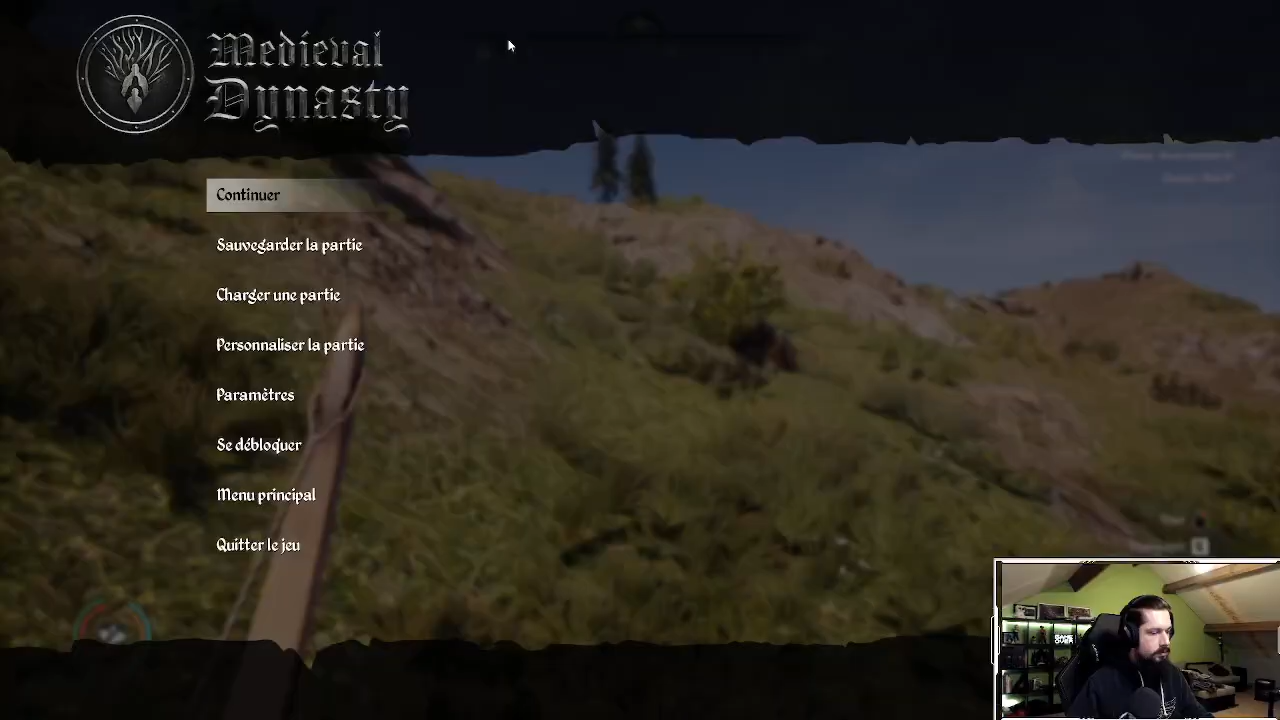 Medieval
Dynasty
Continuer
Sauvegarder la partie
Charger une partie
Personnaliser la partie
Paramètres
Se débloquer
Menu principal
Quitter le jeu